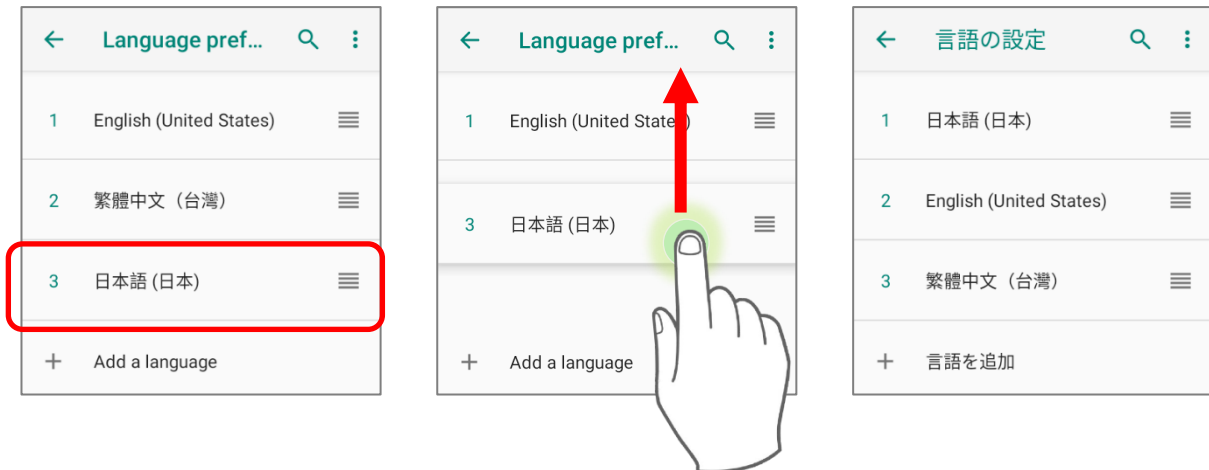 Language pref...
1 English (United States)
2 繁體中文（台灣）
3 日本語 (日本)
Add a language
Language pref...
1 English (United State)
3 日本語 (日本)
Add a language
言語の設定
1 日本語 (日本)
2 English (United States)
3 繁體中文（台灣）
言語を追加